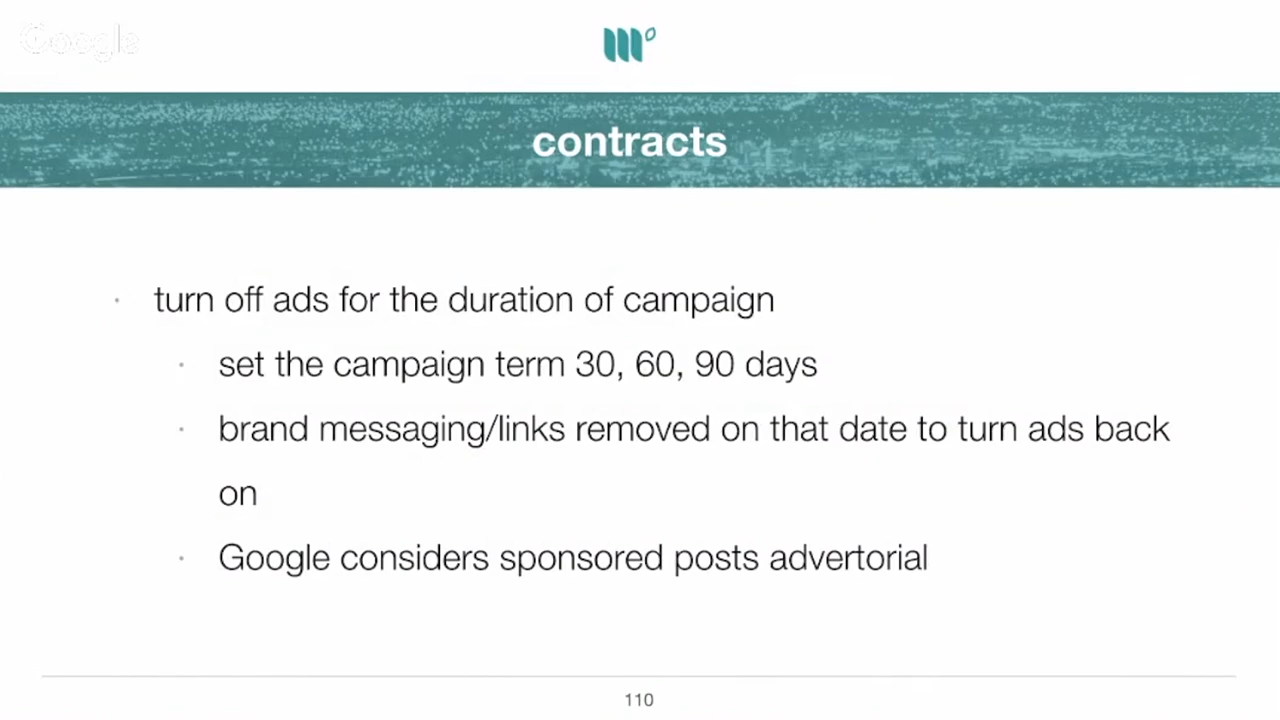 Google
contracts
· turn off ads for the duration of campaign
· set the campaign term 30, 60, 90 days
· brand messaging/links removed on that date to turn ads back
on
· Google considers sponsored posts advertorial
110